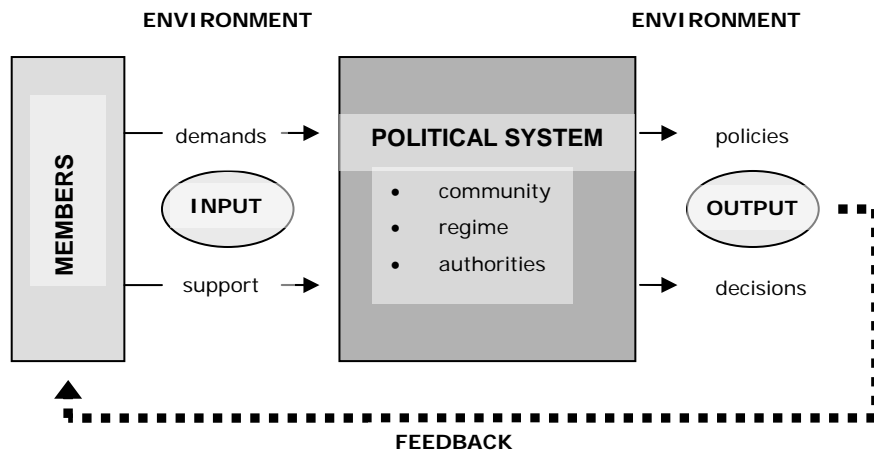 ENVIRONMENT ENVIRONMENT
MEMBERS
demands
INPUT
support
POLITICAL SYSTEM
• community
• regime
• authorities
policies
OUTPUT
decisions
FEEDBACK